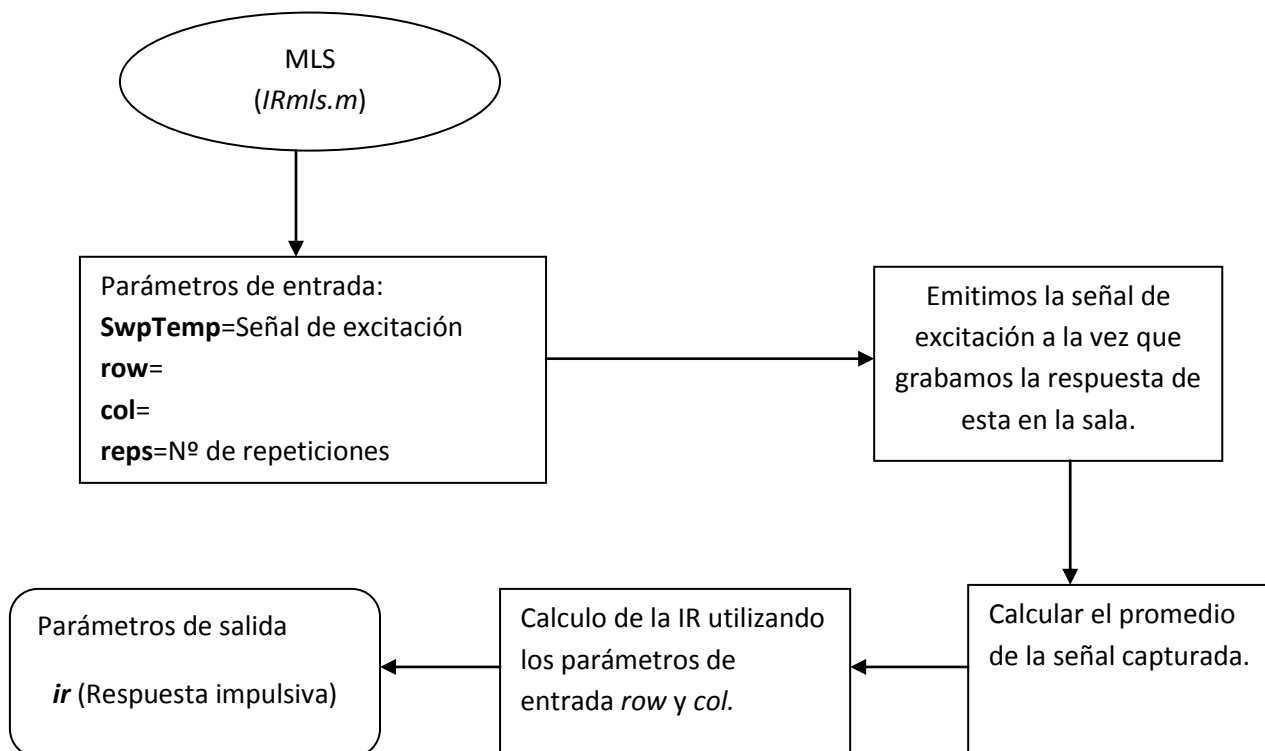 MLS
(IRmls.m)
Parámetros de entrada:
SwpTemp=Señal de excitación
row=
col=
reps=Nº de repeticiones
Emitimos la señal de
excitación a la vez que
grabamos la respuesta de
esta en la sala.
Calcular el promedio
de la señal capturada.
Calculo de la IR utilizando
los parámetros de
entrada row y col.
Parámetros de salida
ir (Respuesta impulsiva)